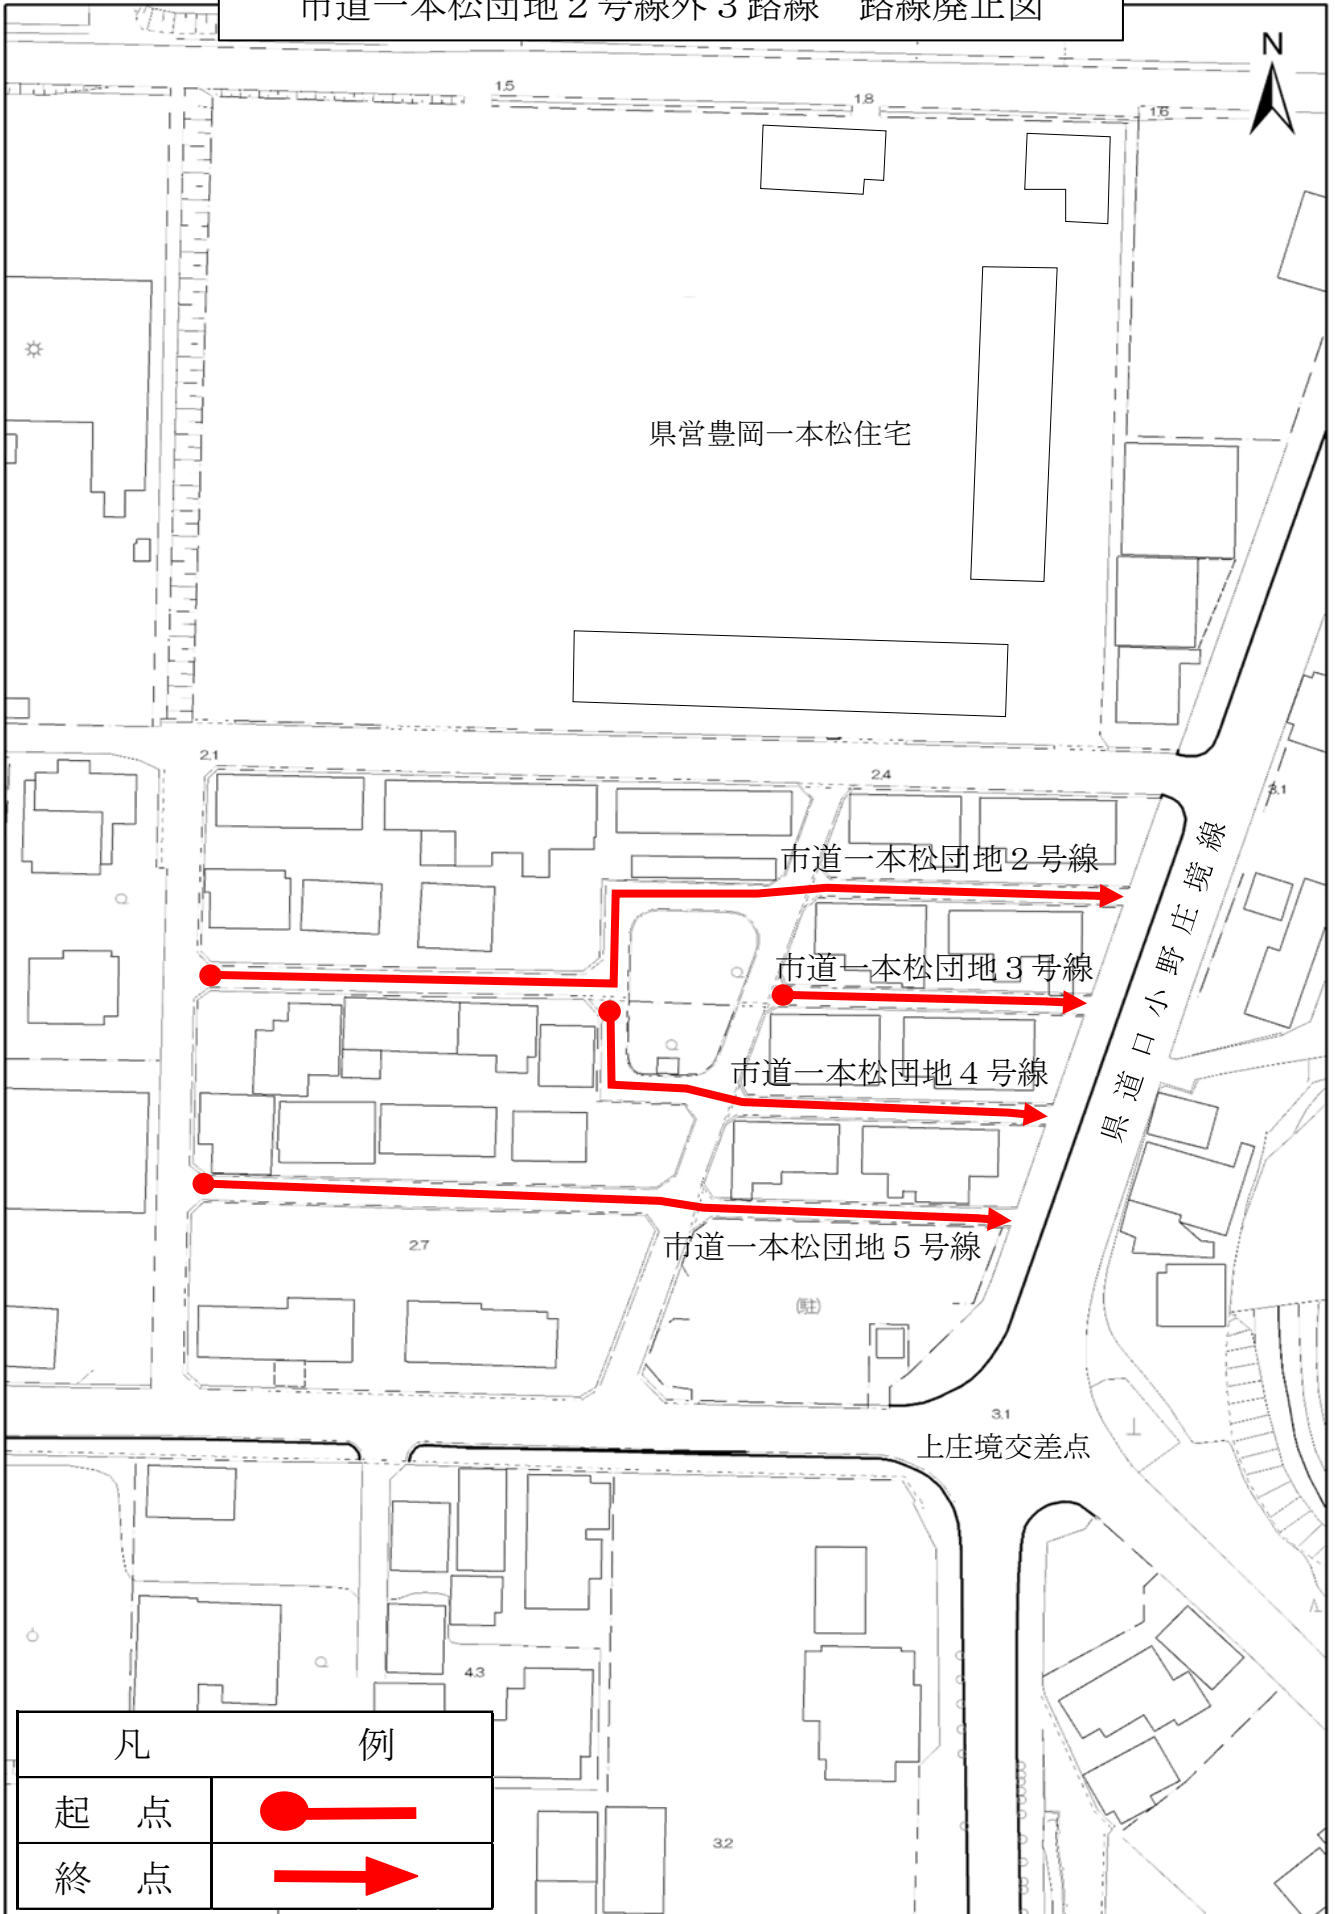 市道一本松団地２号線外３路線　路線廃止図
N
1.5
1.8
1.6
県営豊岡一本松住宅
2.1
2.4
3.1
市道一本松団地２号線
県道口小野庄境線
市道一本松団地３号線
市道一本松団地４号線
市道一本松団地５号線
2.7
(駐)
3.1
上庄境交差点
4.3
3.2
凡　例
起　点
終　点